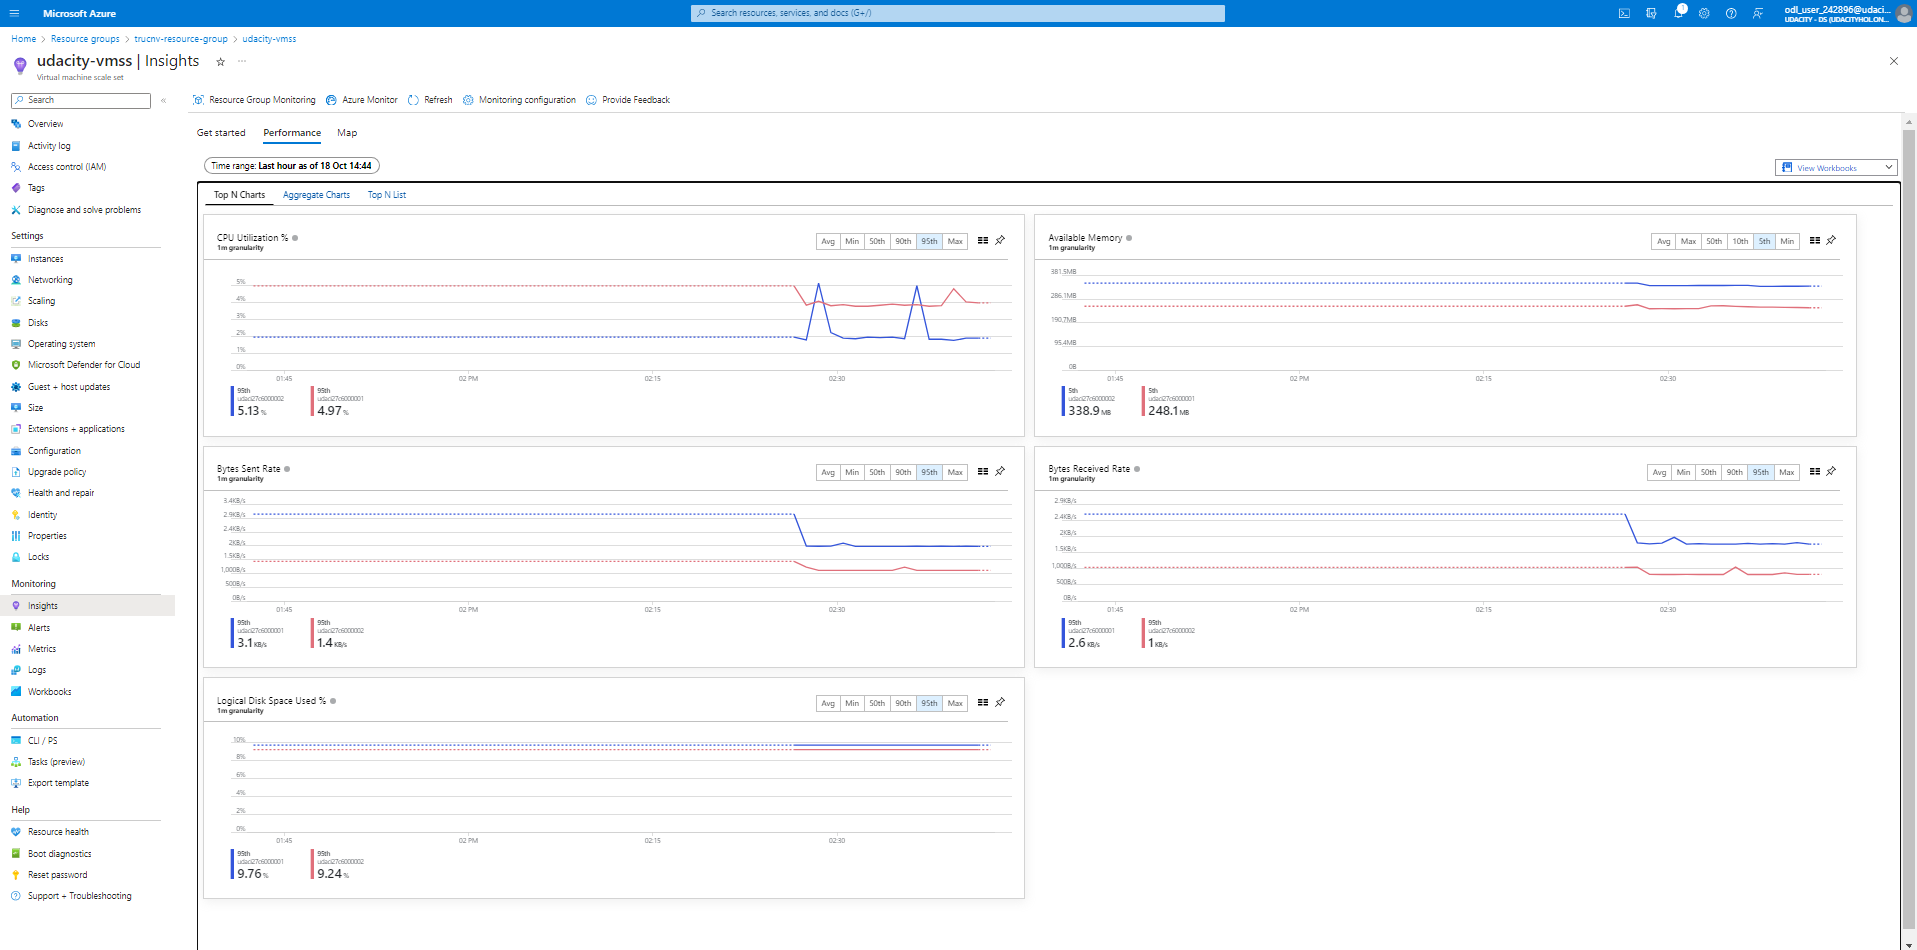 Microsoft Azure
Search resources, services, and docs (G+/)
1
odl_user_242896@udaci...
UDACITY - DS (UDACITYHOL.ON...
Home > Resource groups > trucnv-resource-group > udacity-vmss
udacity-vmss | Insights
Virtual machine scale set
Search
Overview
Activity log
Access control (IAM)
Tags
Diagnose and solve problems
Settings
Instances
Networking
Scaling
Disks
Operating system
Microsoft Defender for Cloud
Guest + host updates
Size
Extensions + applications
Configuration
Upgrade policy
Health and repair
Identity
Properties
Locks
Monitoring
Insights
Alerts
Metrics
Logs
Workbooks
Automation
CLI / PS
Tasks (preview)
Export template
Help
Resource health
Boot diagnostics
Reset password
Support + Troubleshooting
Resource Group Monitoring Azure Monitor Refresh Monitoring configuration Provide Feedback
Get started Performance Map
Time range: Last hour as of 18 Oct 14:44
View Workbooks
Top N Charts Aggregate Charts Top N List
CPU Utilization %
1m granularity
Avg Min 50th 90th 95th Max
5%
4%
3%
2%
1%
0%
01:45 02 PM 02:15 02:30
95th 95th
udaci27c6000002 udaci27c6000001
5.13 % 4.97 %
Available Memory
1m granularity
Avg Max 50th 10th 5th Min
381.5MB
286.1MB
190.7MB
95.4MB
0B
01:45 02 PM 02:15 02:30
5th 5th
udaci27c6000002 udaci27c6000001
338.9 MB 248.1 MB
Bytes Sent Rate
1m granularity
Avg Min 50th 90th 95th Max
3.4KB/s
2.9KB/s
2.4KB/s
2KB/s
1.5KB/s
1,000B/s
500B/s
0B/s
01:45 02 PM 02:15 02:30
95th 95th
udaci27c6000001 udaci27c6000002
3.1 KB/s 1.4 KB/s
Bytes Received Rate
1m granularity
Avg Min 50th 90th 95th Max
2.9KB/s
2.4KB/s
2KB/s
1.5KB/s
1,000B/s
500B/s
0B/s
01:45 02 PM 02:15 02:30
95th 95th
udaci27c6000001 udaci27c6000002
2.6 KB/s 1 KB/s
Logical Disk Space Used %
1m granularity
Avg Min 50th 90th 95th Max
10%
8%
6%
4%
2%
0%
01:45 02 PM 02:15 02:30
95th 95th
udaci27c6000001 udaci27c6000002
9.76 % 9.24 %